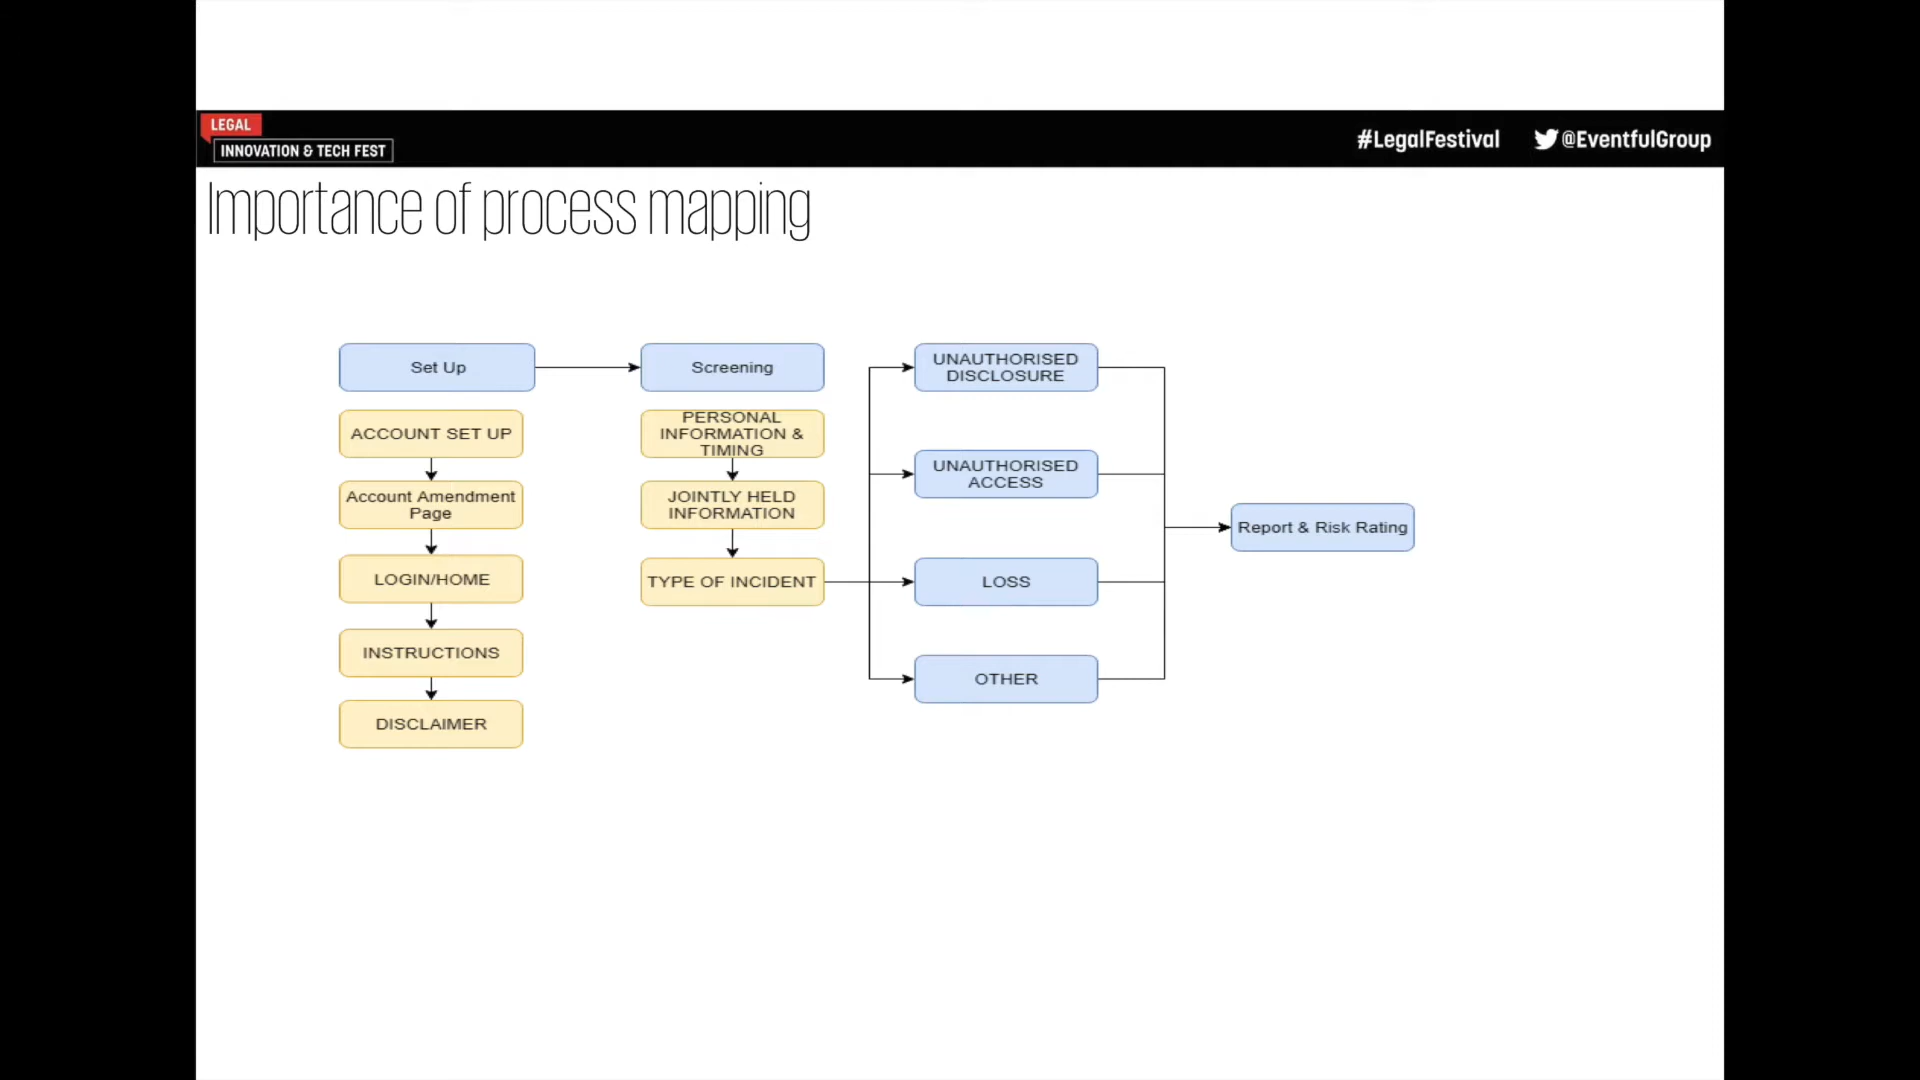 LEGAL
INNOVATION & TECH FEST
#LegalFestival
@EventfulGroup
Importance of process mapping
Set Up
ACCOUNT SET UP
Account Amendment
Page
LOGIN/HOME
INSTRUCTIONS
DISCLAIMER
Screening
PERSONAL
INFORMATION &
TIMING
JOINTLY HELD
INFORMATION
TYPE OF INCIDENT
UNAUTHORISED
DISCLOSURE
UNAUTHORISED
ACCESS
LOSS
OTHER
Report & Risk Rating